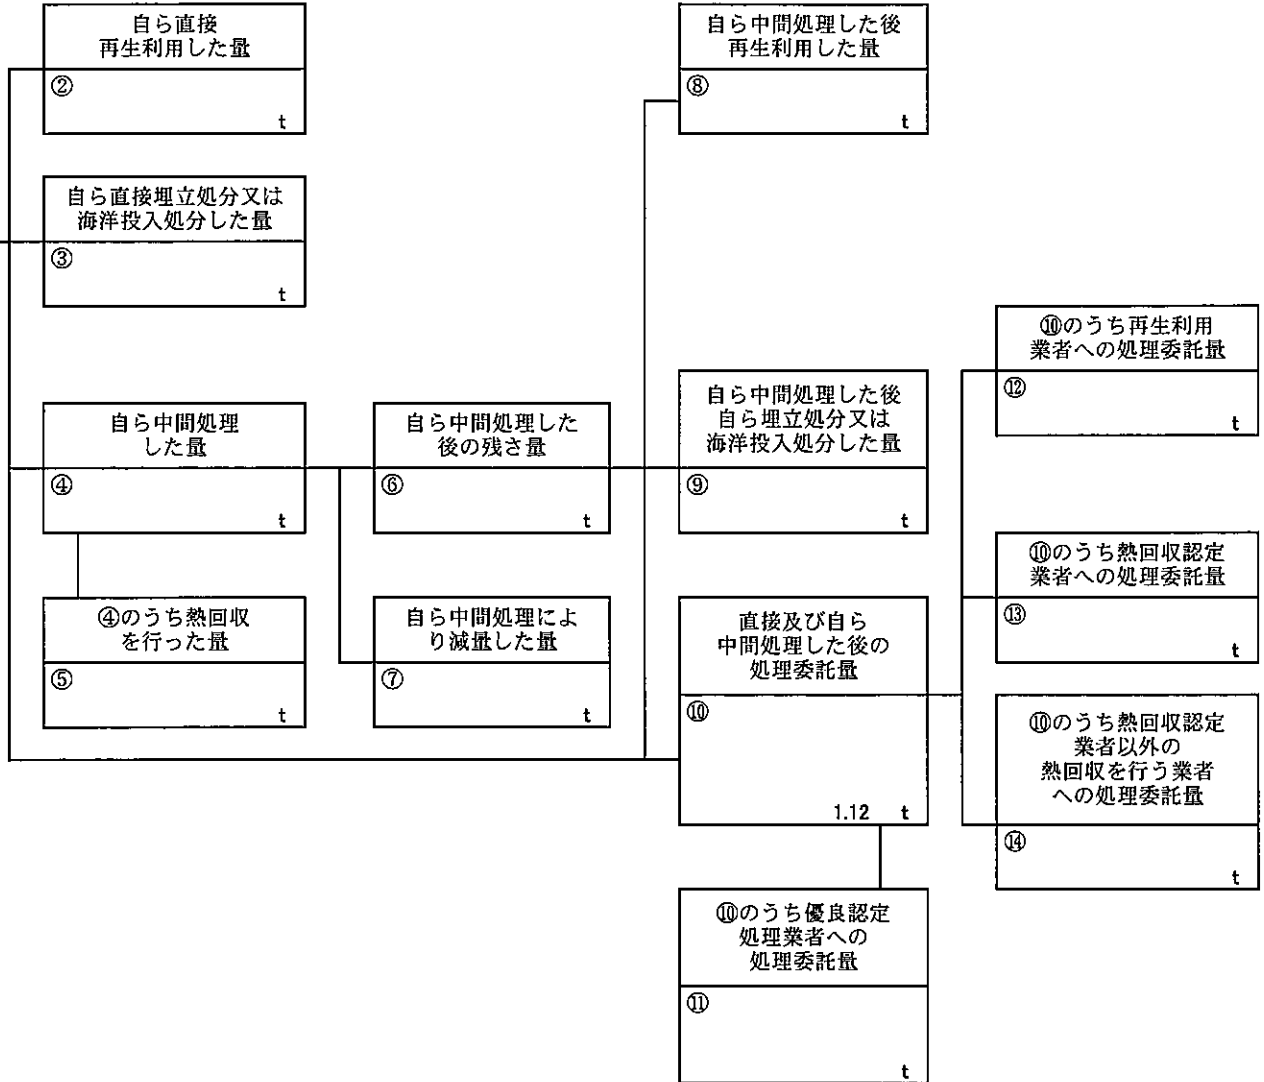 自ら直接
再生利用した量
②
t
自ら中間処理した後
再生利用した量
⑧
t
自ら直接埋立処分又は
海洋投入処分した量
③
t
⑩のうち再生利用
業者への処理委託量
⑫
t
自ら中間処理
した量
④
t
自ら中間処理した
後の残さ量
⑥
t
自ら中間処理した後
自ら埋立処分又は
海洋投入処分した量
⑨
t
⑩のうち熱回収認定
業者への処理委託量
⑬
t
④のうち熱回収
を行った量
⑤
t
自ら中間処理によ
り減量した量
⑦
t
直接及び自ら
中間処理した後の
処理委託量
⑩
1.12 t
⑩のうち熱回収認定
業者以外の
熱回収を行う業者
への処理委託量
⑭
t
⑩のうち優良認定
処理業者への
処理委託量
⑪
t